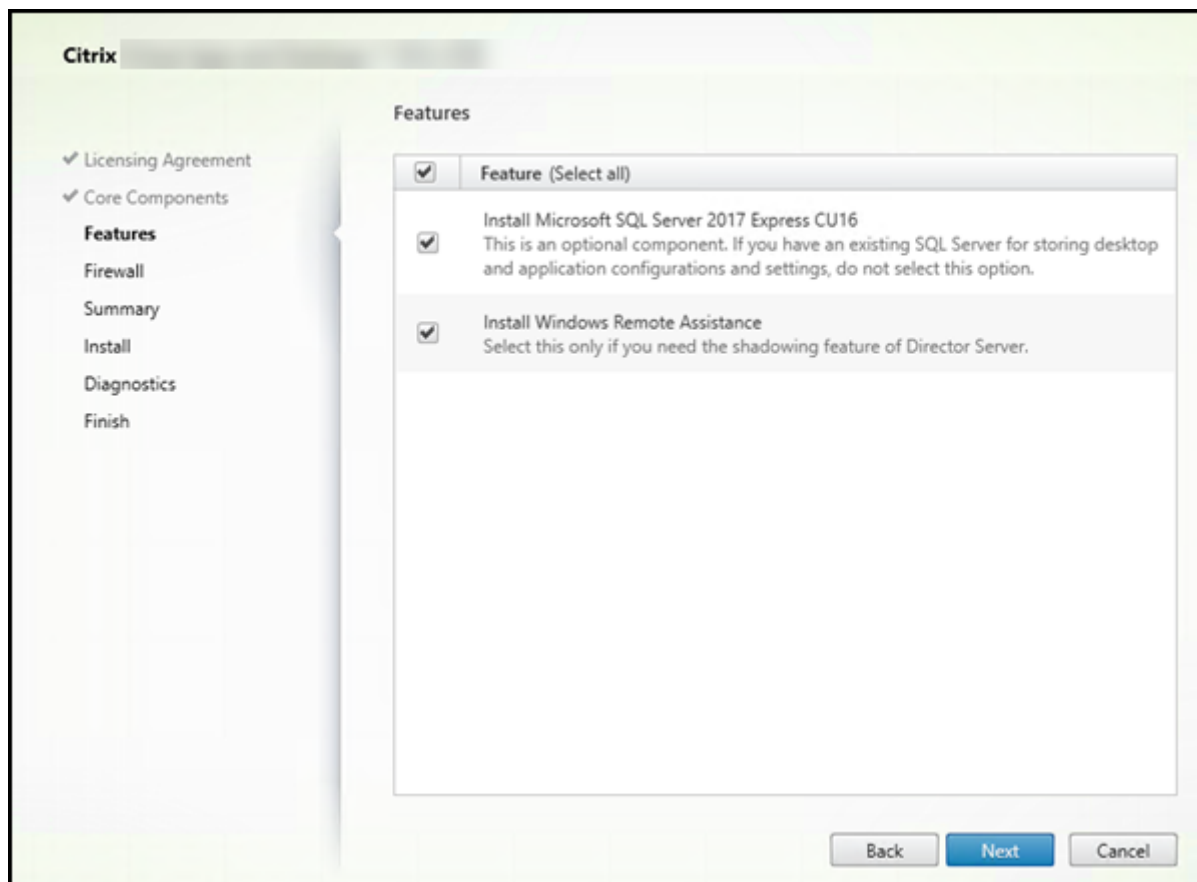 Citrix
Features
Licensing Agreement
Core Components
Features
Firewall
Summary
Install
Diagnostics
Finish
Feature (Select all)
Install Microsoft SQL Server 2017 Express CU16
This is an optional component. If you have an existing SQL Server for storing desktop
and application configurations and settings, do not select this option.
Install Windows Remote Assistance
Select this only if you need the shadowing feature of Director Server.
Back
Next
Cancel